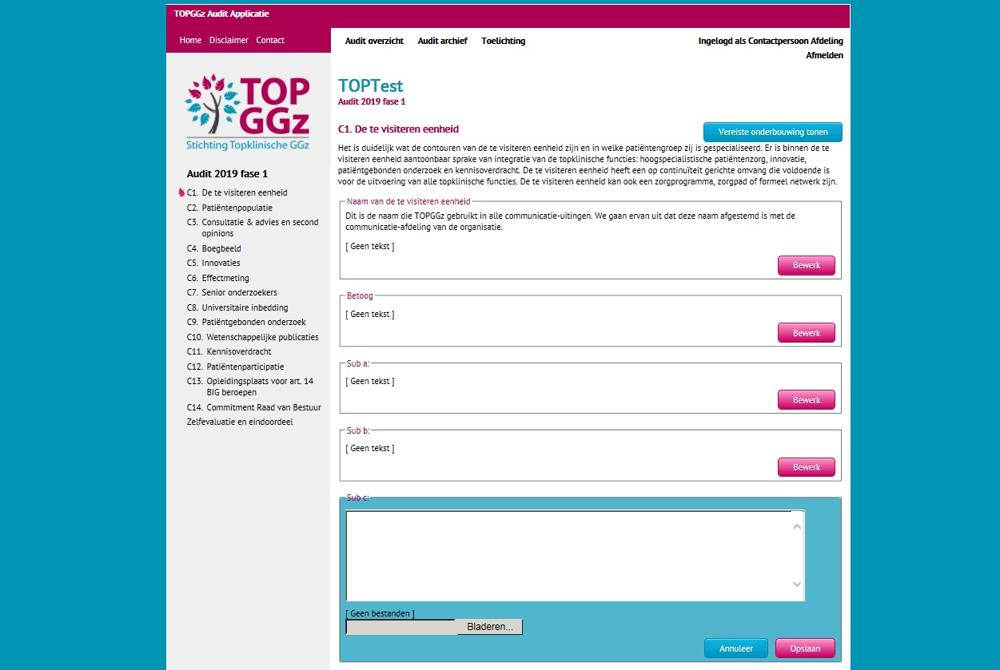 TOPGGz Audit Applicatie
Home Disclaimer Contact
Audit overzicht Audit archief Toelichting
Ingelogd als Contactpersoon Afdeling
Afmelden
TOP
GGz
Stichting Topklinische GGz
Audit 2019 fase 1
C1. De te visiteren eenheid
C2. Patiëntenpopulatie
C3. Consultatie & advies en second
opinions
C4. Boegbeeld
C5. Innovaties
C6. Effectmeting
C7. Senior onderzoekers
C8. Universitaire inbedding
C9. Patiëntgebonden onderzoek
C10. Wetenschappelijke publicaties
C11. Kennisoverdracht
C12. Patiëntenparticipatie
C13. Opleidingsplaats voor art. 14
BIG beroepen
C14. Commitment Raad van Bestuur
Zelfevaluatie en eindoordeel
TOPTest
Audit 2019 fase 1
C1. De te visiteren eenheid
Vereiste onderbouwing tonen
Het is duidelijk wat de contouren van de te visiteren eenheid zijn en in welke patiëntengroep zij is gespecialiseerd. Er is binnen de te
visiteren eenheid aantoonbaar sprake van integratie van de topklinische functies: hoogspecialistische patiëntenzorg, innovatie,
patiëntgebonden onderzoek en kennisoverdracht. De te visiteren eenheid heeft een op continuïteit gerichte omvang die voldoende is
voor de uitvoering van alle topklinische functies. De te visiteren eenheid kan ook een zorgprogramma, zorgpad of formeel netwerk zijn.
Naam van de te visiteren eenheid
Dit is de naam die TOPGGz gebruikt in alle communicatie-uitingen. We gaan ervan uit dat deze naam afgestemd is met de
communicatie-afdeling van de organisatie.
[ Geen tekst ]
Bewerk
Betoog
[ Geen tekst ]
Bewerk
Sub a:
[ Geen tekst ]
Bewerk
Sub b:
[ Geen tekst ]
Bewerk
Sub c:
[ Geen bestanden ]
Bladeren...
Annuleer Opslaan